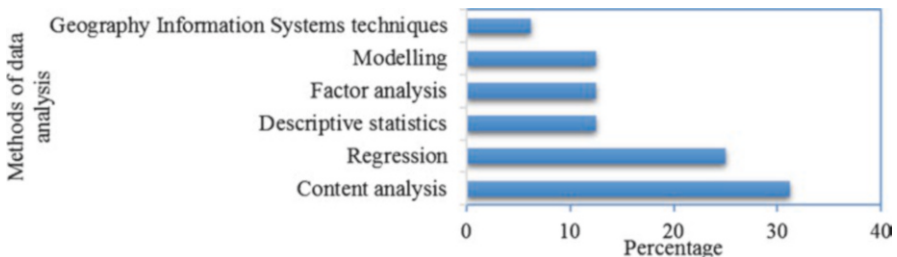 Methods of data
analysis
Geography Information Systems techniques
Modelling
Factor analysis
Descriptive statistics
Regression
Content analysis
0 10 20 30 40
Percentage